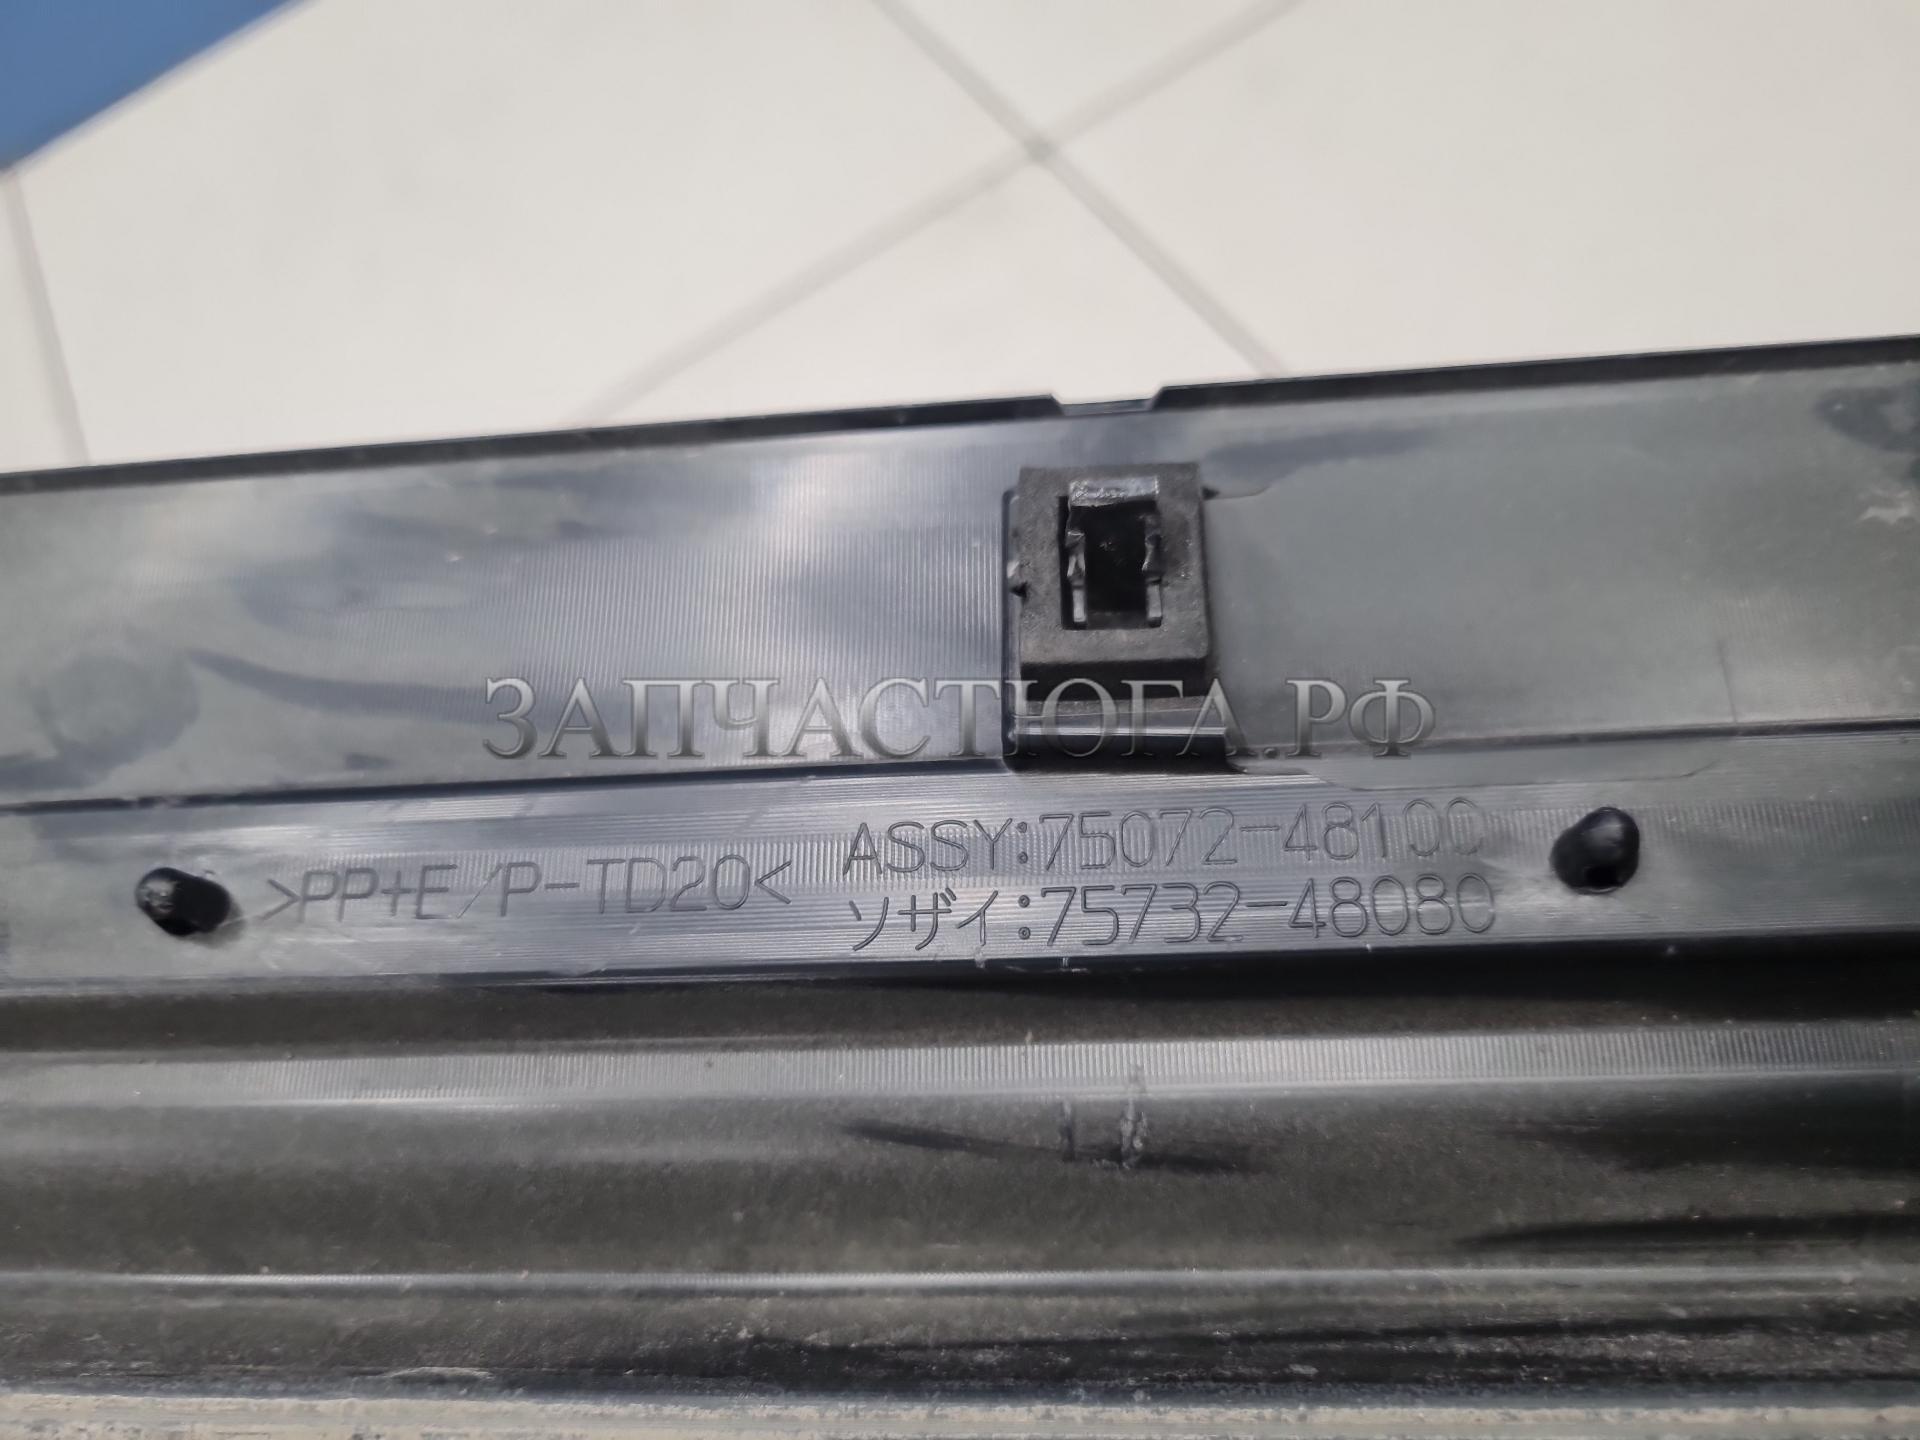 ЗАПЧАСТЮГА.РФ
>PP+E/P-TD20<
ASSY:75072-48100
ソザイ:75732-48080